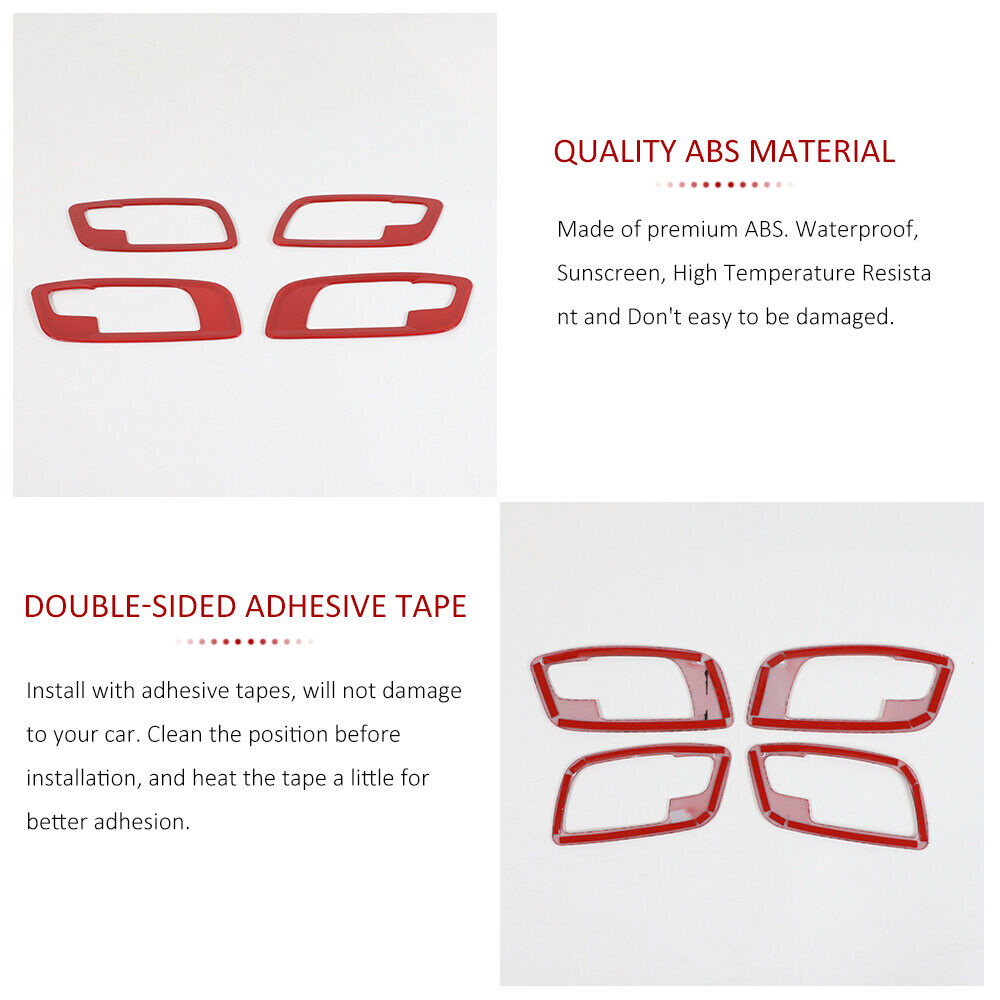 QUALITY ABS MATERIAL
Made of premium ABS. Waterproof,
Sunscreen, High Temperature Resista
nt and Don't easy to be damaged.
DOUBLE-SIDED ADHESIVE TAPE
Install with adhesive tapes, will not damage
to your car. Clean the position before
installation, and heat the tape a little for
better adhesion.